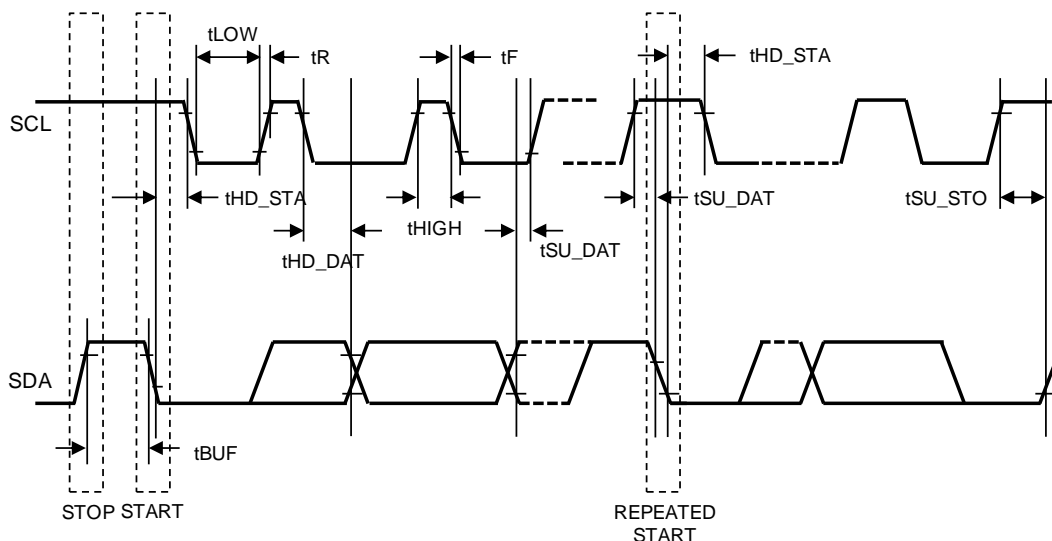 tLOW
tR
tF
tHD_STA
SCL
tHD_STA
tHIGH
tHD_DAT
tSU_DAT
tSU_DAT
tSU_STO
SDA
tBUF
STOP
START
REPEATED
START